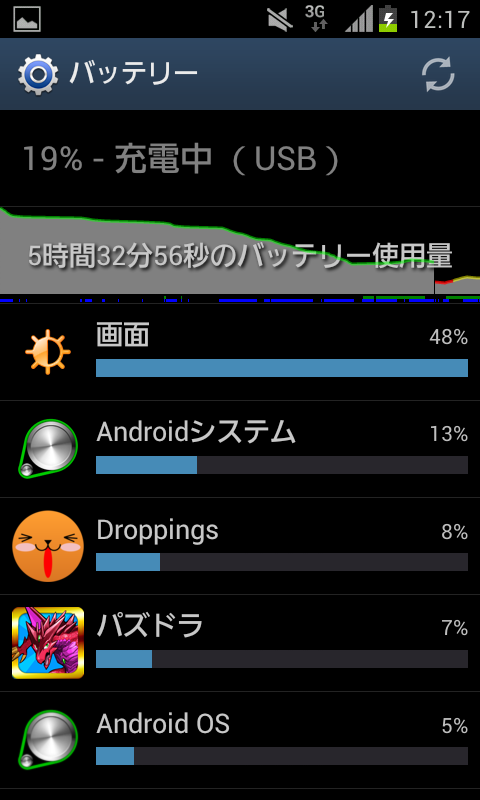 3G 12:17
バッテリー
19% - 充電中 （USB）
5時間32分56秒のバッテリー使用量
画面 48%
Androidシステム 13%
Droppings 8%
パズドラ 7%
Android OS 5%